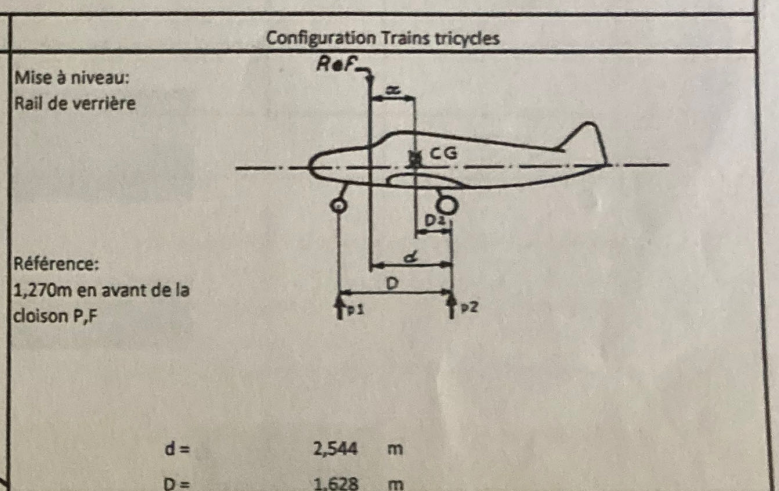 Configuration Trains tricycles
Mise à niveau:
Rail de verrière
ReF
x
CG
D2
d
D
p1
p2
Référence:
1,270m en avant de la
cloison P,F
d = 2,544 m
D = 1,628 m